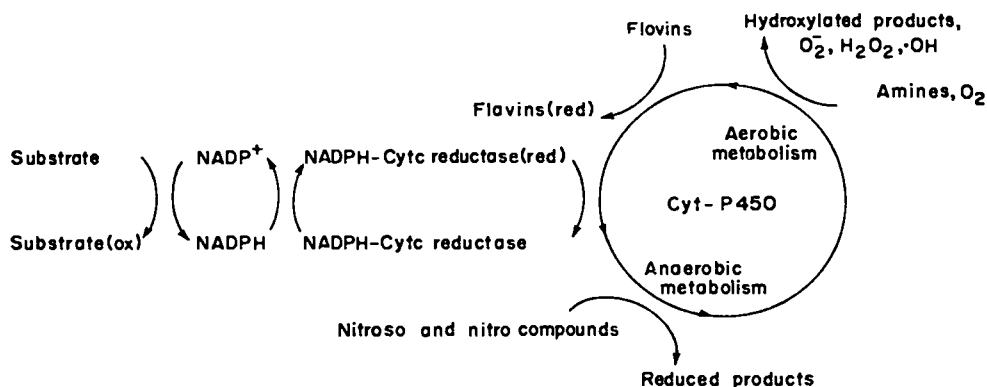 Flovins
Hydroxylated products,
O₂⁻, H₂O₂, ·OH
Amines, O₂
Flavins(red)
Aerobic
metabolism
Substrate
NADP⁺
NADPH-Cytc reductase(red)
Cyt- P450
Substrate(ox)
NADPH
NADPH-Cytc reductase
Anaerobic
metabolism
Nitroso and nitro compounds
Reduced products